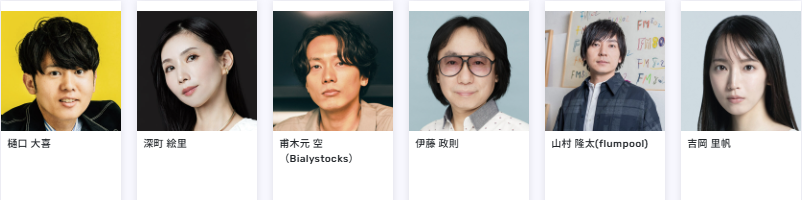 樋口 大喜
深町 絵里
甫木元 空
（Bialystocks）
伊藤 政則
山村 隆太(flumpool)
吉岡 里帆